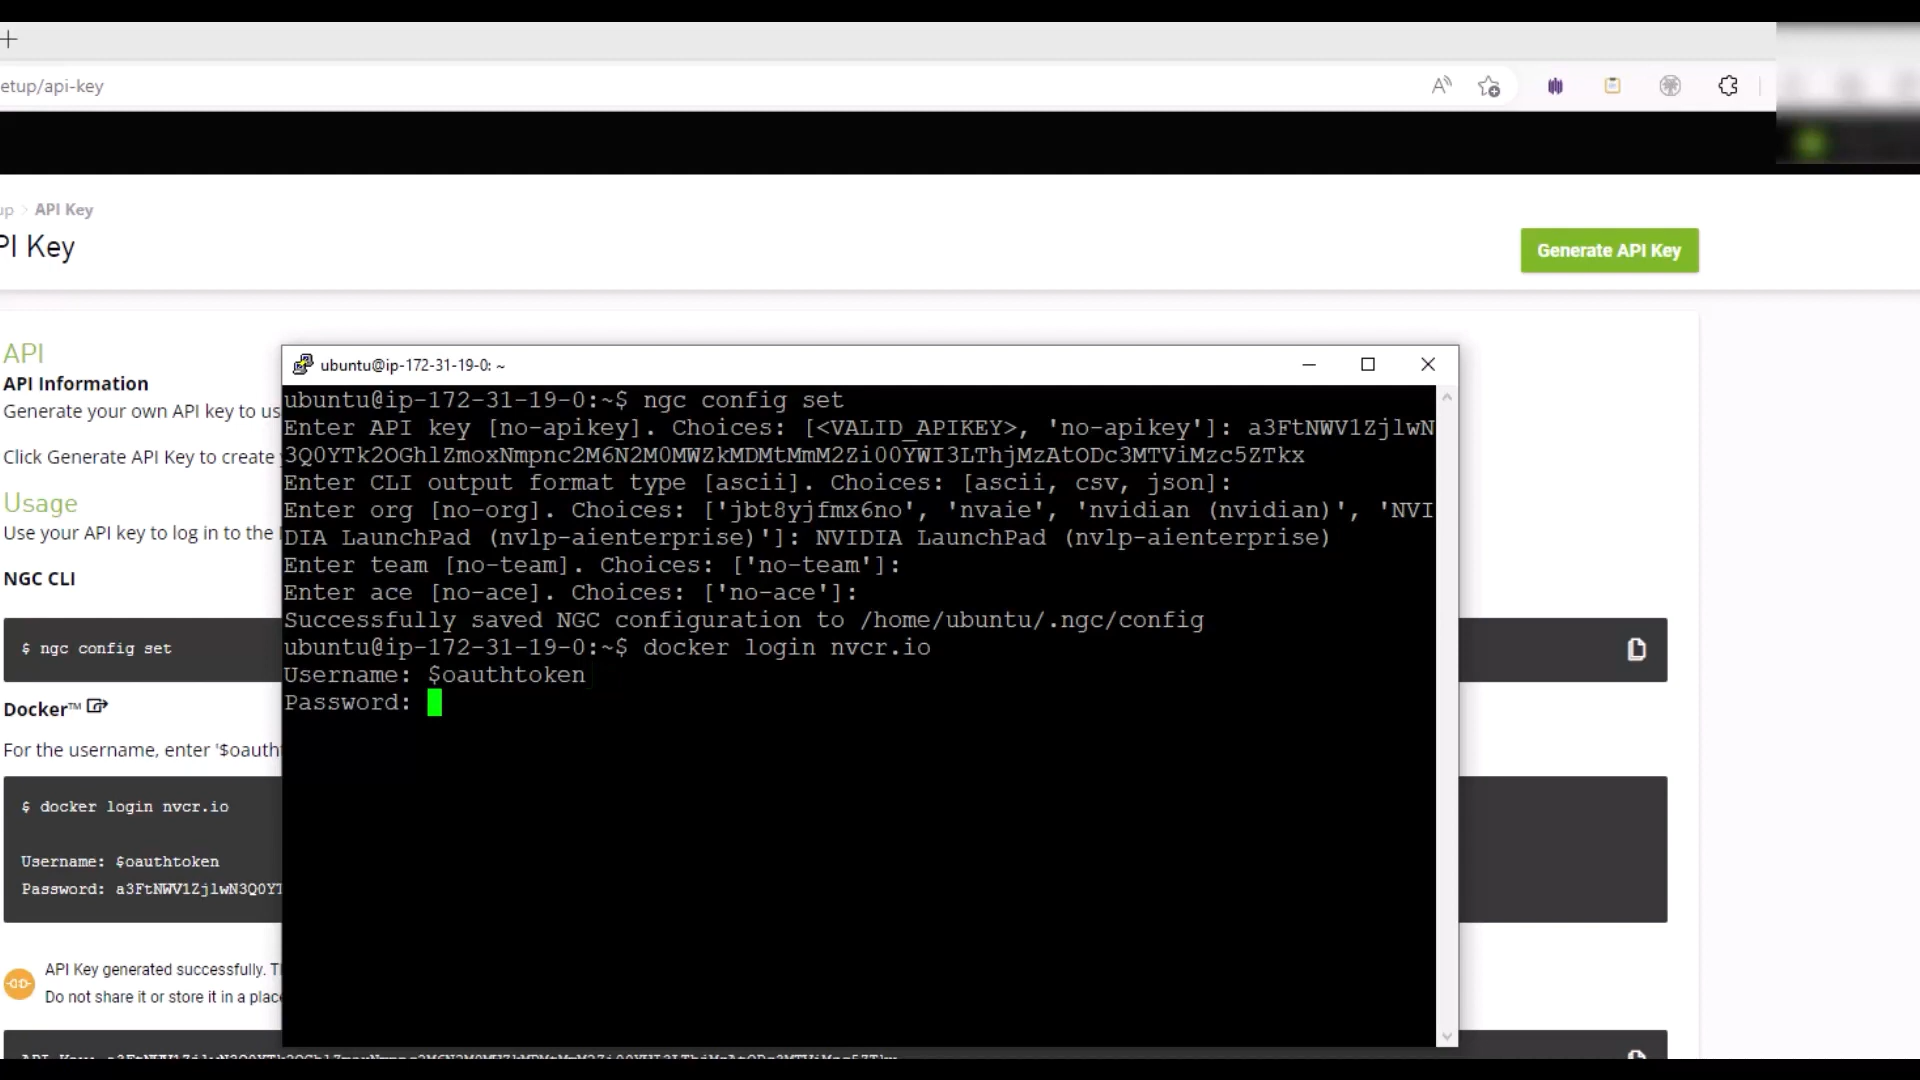 +
etup/api-key
up > API Key
PI Key
Generate API Key
API
API Information
Generate your own API key to us
Click Generate API Key to create
Usage
Use your API key to log in to the
NGC CLI
$ ngc config set
Docker™
For the username, enter '$oauth
$ docker login nvcr.io
Username: $oauthtoken
Password: a3FtNWV1ZjlwN3Q0YT
API Key generated successfully. T
Do not share it or store it in a plac
ubuntu@ip-172-31-19-0: ~
ubuntu@ip-172-31-19-0:~$ ngc config set
Enter API key [no-apikey]. Choices: [<VALID_APIKEY>, 'no-apikey']: a3FtNWV1ZjlwN
3Q0YTk2OGhlZmoxNmpnc2M6N2M0MWZkMDMtMmM2Zi00YWI3LThjMzAtODc3MTViMzc5ZTkx
Enter CLI output format type [ascii]. Choices: [ascii, csv, json]:
Enter org [no-org]. Choices: ['jbt8yjfmx6no', 'nvaie', 'nvidian (nvidian)', 'NVI
DIA LaunchPad (nvlp-aienterprise)']: NVIDIA LaunchPad (nvlp-aienterprise)
Enter team [no-team]. Choices: ['no-team']:
Enter ace [no-ace]. Choices: ['no-ace']:
Successfully saved NGC configuration to /home/ubuntu/.ngc/config
ubuntu@ip-172-31-19-0:~$ docker login nvcr.io
Username: $oauthtoken
Password: